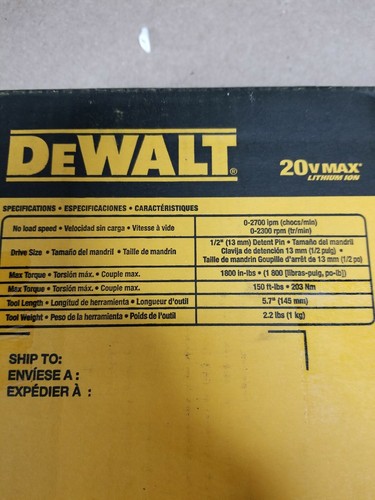 DEWALT®
20V MAX*
LITHIUM ION
SPECIFICATIONS • ESPECIFICACIONES • CARACTÉRISTIQUES
No load speed • Velocidad sin carga • Vitesse à vide
0-2700 ipm (chocs/min)
0-2300 rpm (tr/min)
Drive Size • Tamaño del mandril • Taille de mandrin
1/2" (13 mm) Detent Pin • Tamaño del mandril
Clavija de detención 13 mm (1/2 pulg) •
Taille de mandrin Goupille d'arrêt de 13 mm (1/2 po)
Max Torque • Torsión máx. • Couple max.
1800 in-lbs • (1 800 [libras-pulg, po-lb])
Max Torque • Torsión máx. • Couple max.
150 ft-lbs • 203 Nm
Tool Length • Longitud de herramienta • Longueur d'outil
5.7" (145 mm)
Tool Weight • Peso de la herramienta • Poids de l'outil
2.2 lbs (1 kg)
SHIP TO:
ENVÍESE A :
EXPÉDIER À :